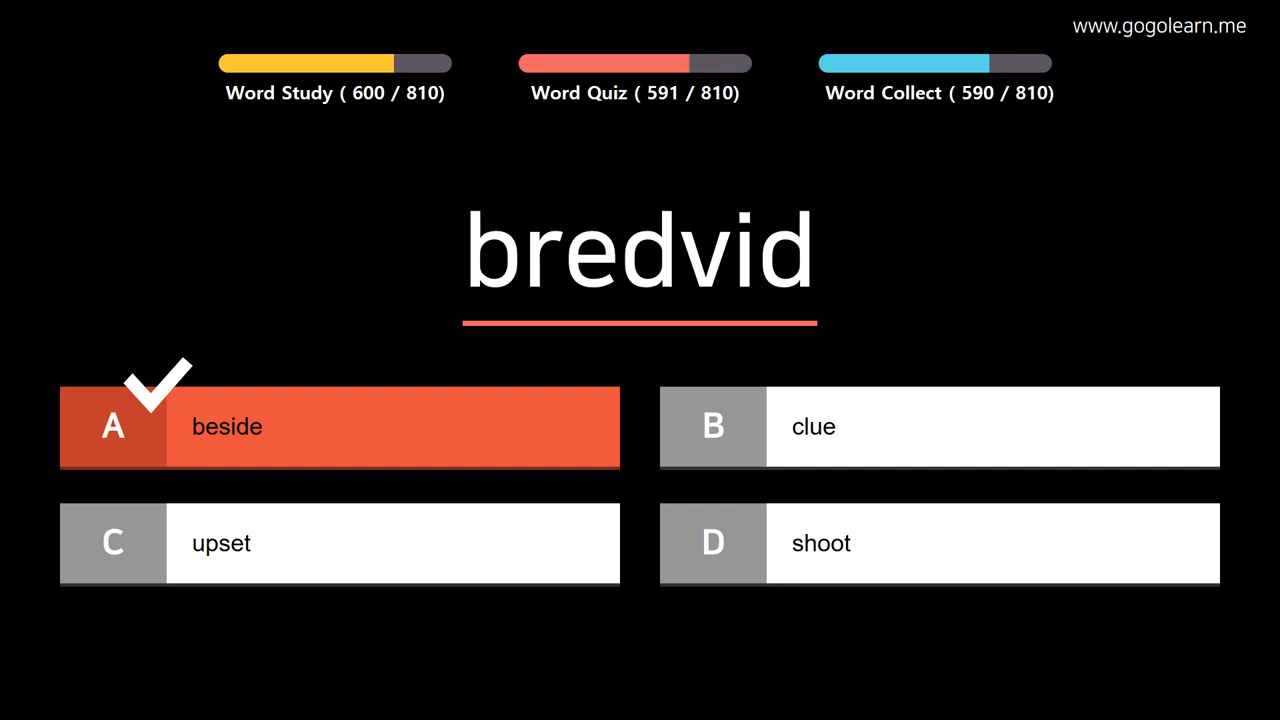 www.gogolearn.me
Word Study ( 600 / 810)
Word Quiz ( 591 / 810)
Word Collect ( 590 / 810)
bredvid
A beside
B clue
C upset
D shoot